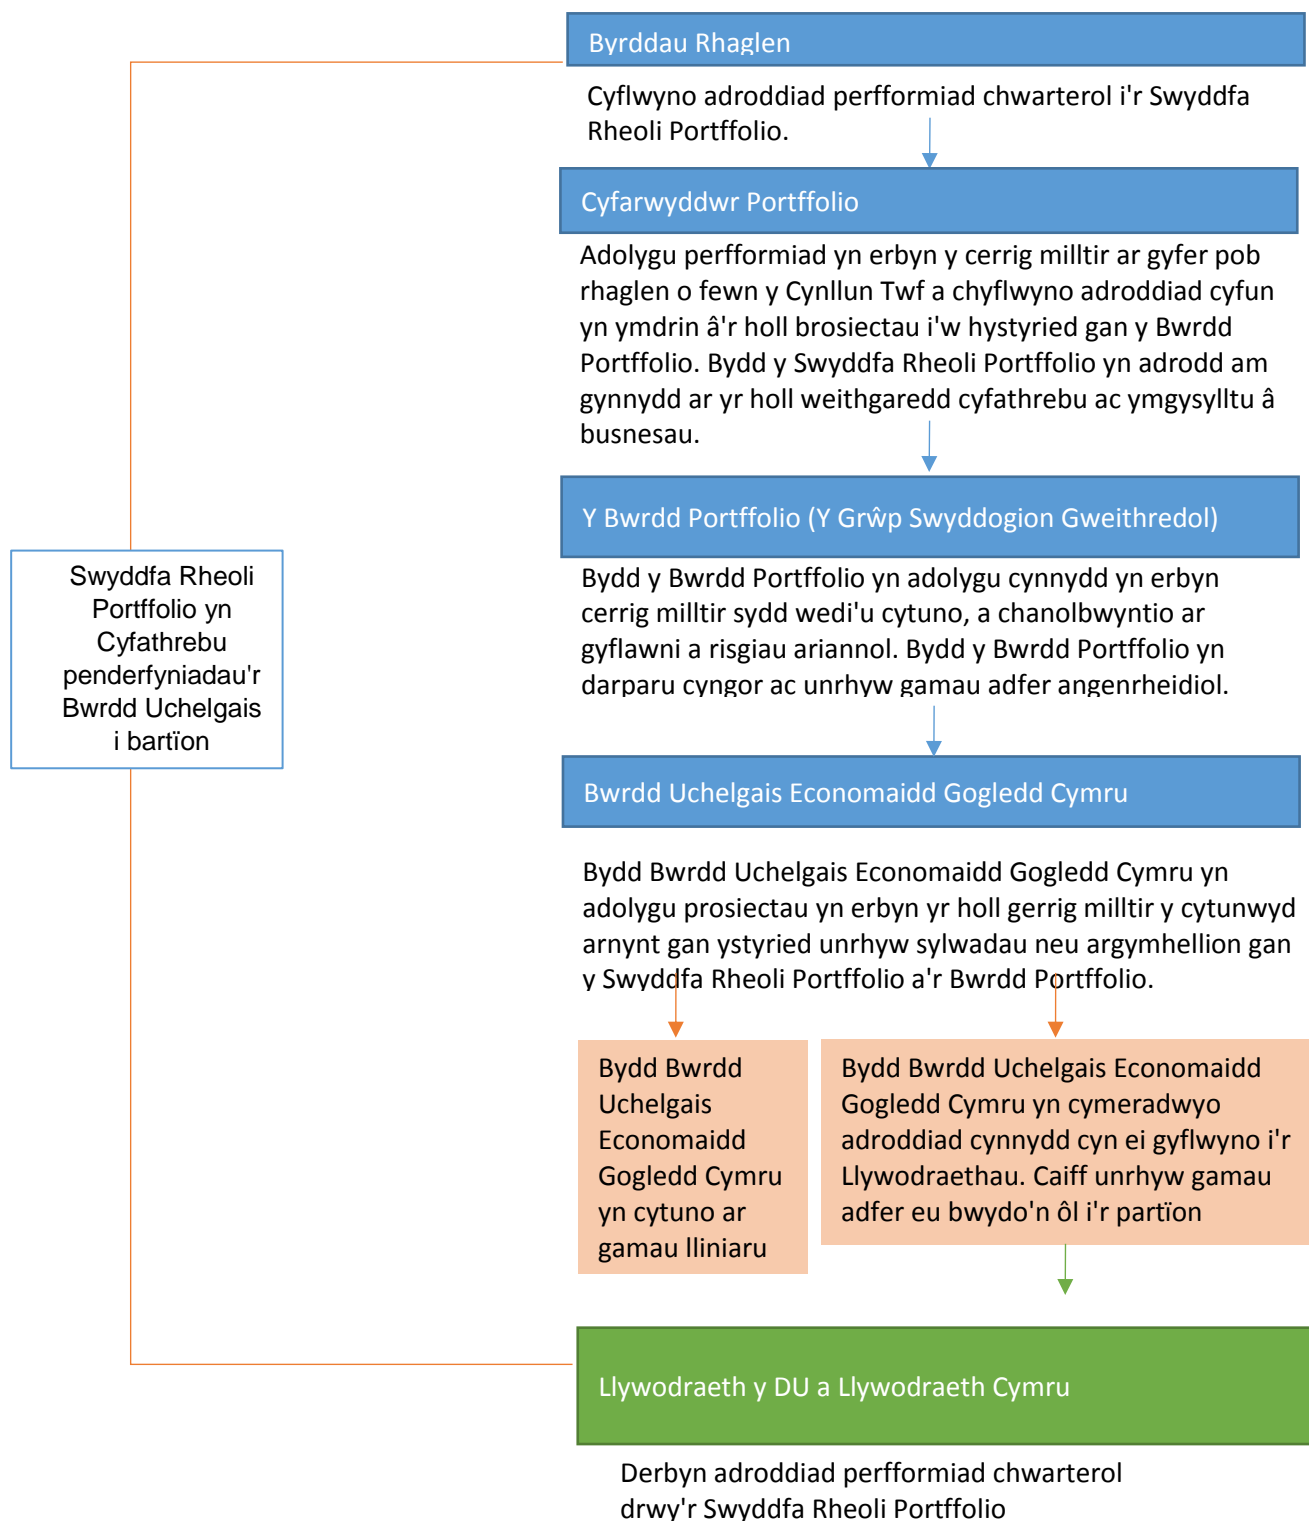 Byrddau Rhaglen
Cyflwyno adroddiad perfformiad chwarterol i'r Swyddfa
Rheoli Portffolio.
Cyfarwyddwr Portffolio
Adolygu perfformiad yn erbyn y cerrig milltir ar gyfer pob
rhaglen o fewn y Cynllun Twf a chyflwyno adroddiad cyfun
yn ymdrin â'r holl brosiectau i'w hystyried gan y Bwrdd
Portffolio. Bydd y Swyddfa Rheoli Portffolio yn adrodd am
gynnydd ar yr holl weithgaredd cyfathrebu ac ymgysylltu â
busnesau.
Y Bwrdd Portffolio (Y Grŵp Swyddogion Gweithredol)
Bydd y Bwrdd Portffolio yn adolygu cynnydd yn erbyn
cerrig milltir sydd wedi'u cytuno, a chanolbwyntio ar
gyflawni a risgiau ariannol. Bydd y Bwrdd Portffolio yn
darparu cyngor ac unrhyw gamau adfer angenrheidiol.
Swyddfa Rheoli
Portffolio yn
Cyfathrebu
penderfyniadau'r
Bwrdd Uchelgais
i bartïon
Bwrdd Uchelgais Economaidd Gogledd Cymru
Bydd Bwrdd Uchelgais Economaidd Gogledd Cymru yn
adolygu prosiectau yn erbyn yr holl gerrig milltir y cytunwyd
arnynt gan ystyried unrhyw sylwadau neu argymhellion gan
y Swyddfa Rheoli Portffolio a'r Bwrdd Portffolio.
Bydd Bwrdd
Uchelgais
Economaidd
Gogledd Cymru
yn cytuno ar
gamau lliniaru
Bydd Bwrdd Uchelgais Economaidd
Gogledd Cymru yn cymeradwyo
adroddiad cynnydd cyn ei gyflwyno i'r
Llywodraethau. Caiff unrhyw gamau
adfer eu bwydo'n ôl i'r partïon
Llywodraeth y DU a Llywodraeth Cymru
Derbyn adroddiad perfformiad chwarterol
drwy'r Swyddfa Rheoli Portffolio